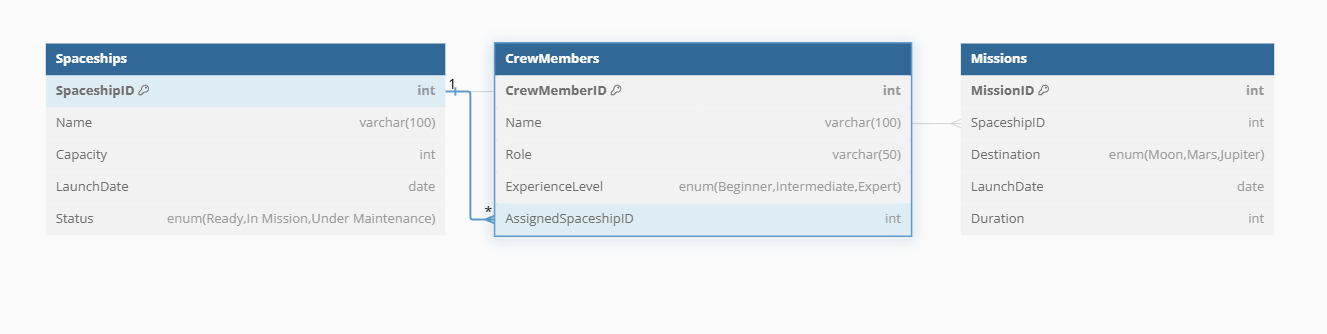 Spaceships
SpaceshipID int
Name varchar(100)
Capacity int
LaunchDate date
Status enum(Ready,In Mission,Under Maintenance)
1
*
CrewMembers
CrewMemberID int
Name varchar(100)
Role varchar(50)
ExperienceLevel enum(Beginner,Intermediate,Expert)
AssignedSpaceshipID int
Missions
MissionID int
SpaceshipID int
Destination enum(Moon,Mars,Jupiter)
LaunchDate date
Duration int